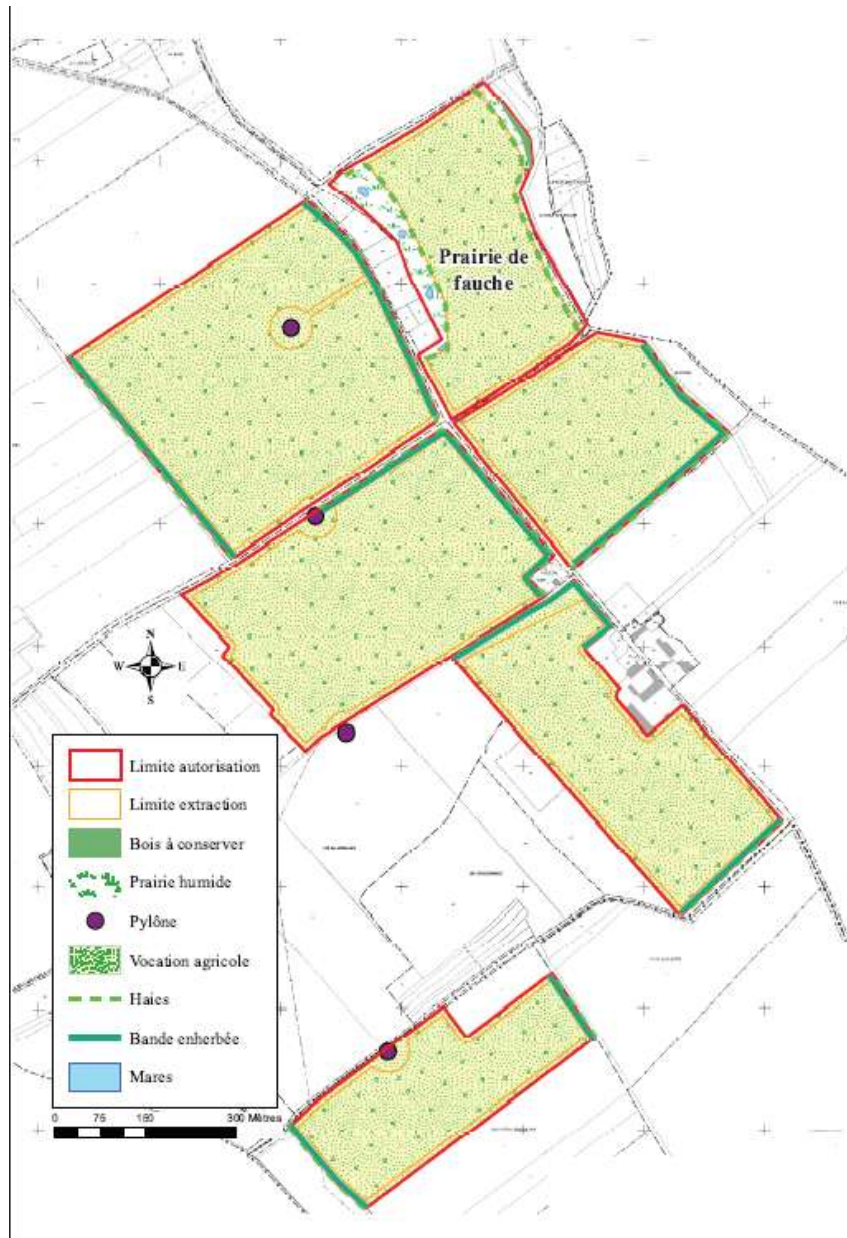 Prairie de
fauche
N
W E
S
Limite autorisation
Limite extraction
Bois à conserver
Prairie humide
Pylône
Vocation agricole
Haies
Bande enherbée
Mares
0 75 150 300 Mètres